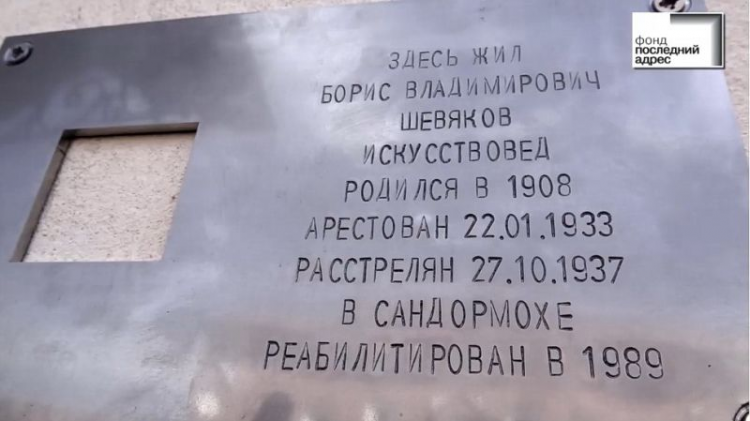 фонд
последний
адрес
ЗДЕСЬ ЖИЛ
БОРИС ВЛАДИМИРОВИЧ
ШЕВЯКОВ
ИСКУССТВОВЕД
РОДИЛСЯ В 1908
АРЕСТОВАН 22.01.1933
РАССТРЕЛЯН 27.10.1937
В САНДОРМОХЕ
РЕАБИЛИТИРОВАН В 1989